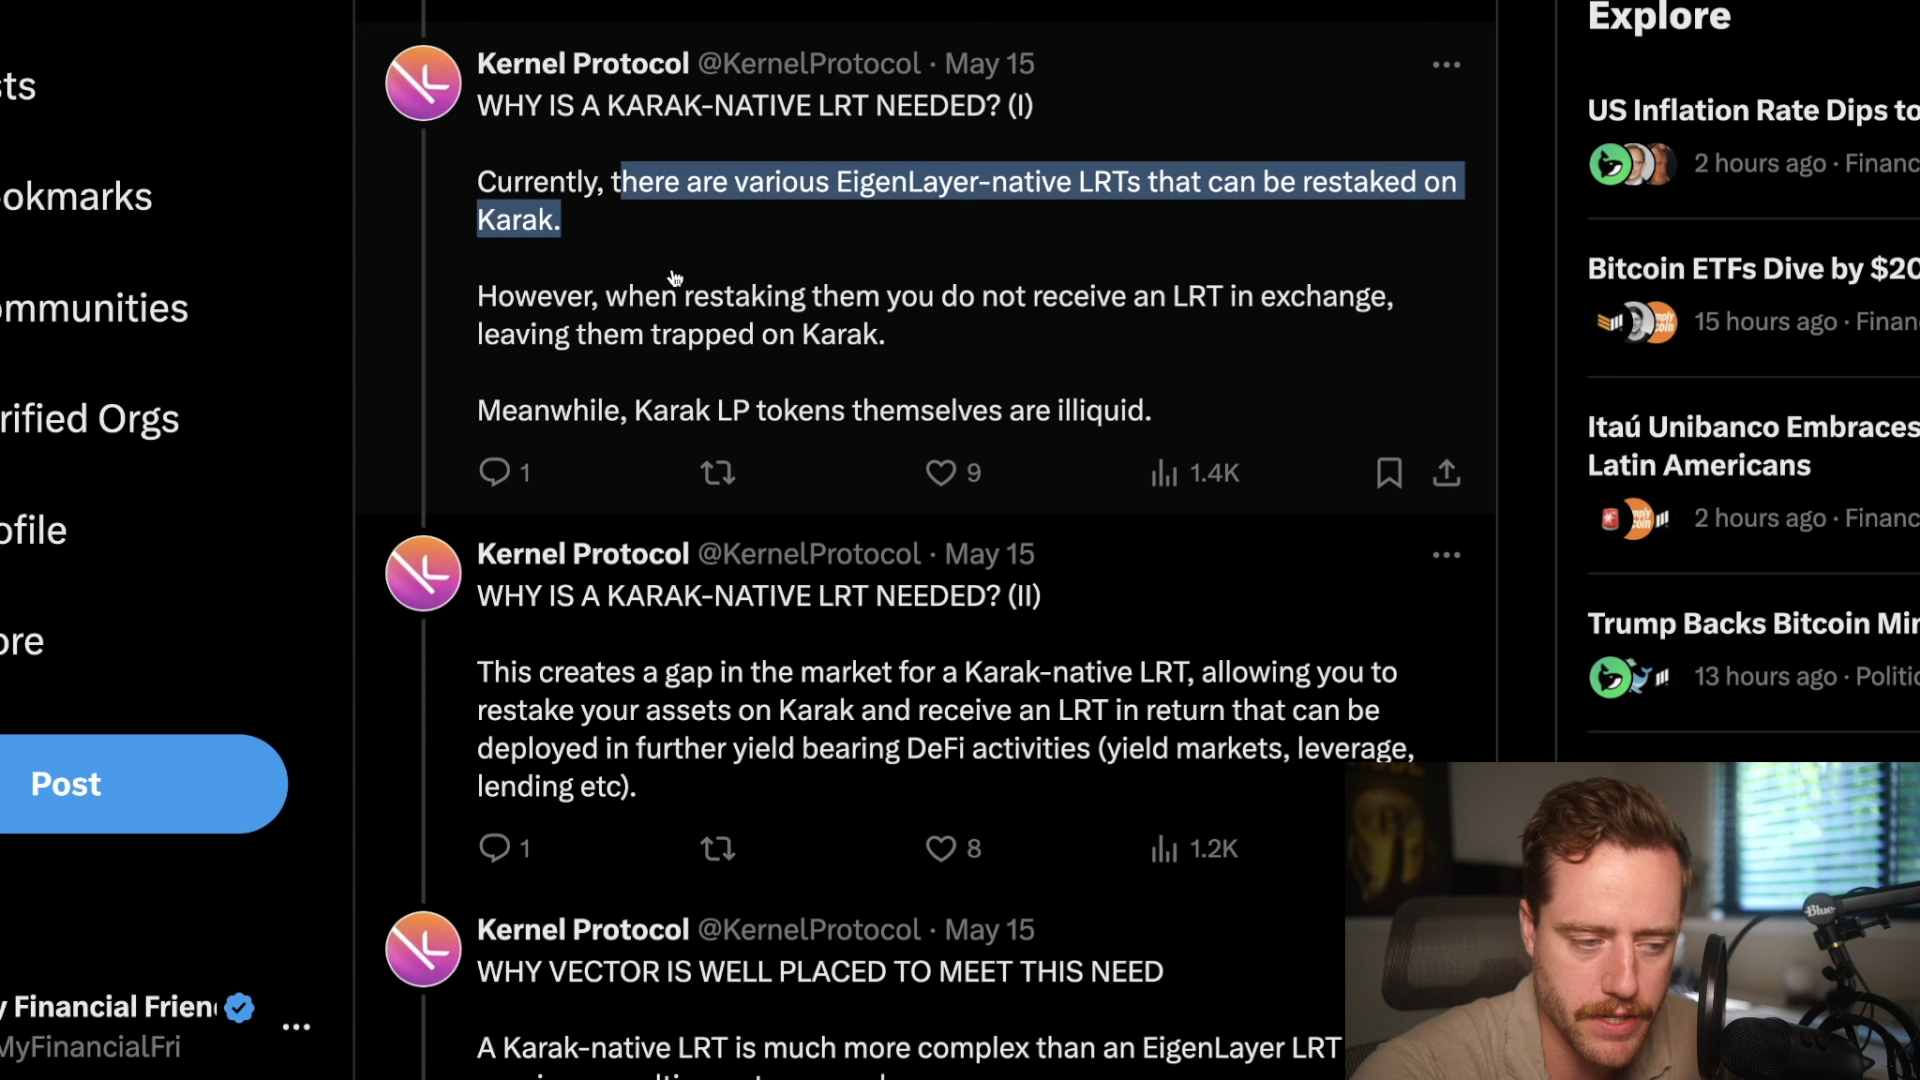 sts
okmarks
ommunities
rified Orgs
ofile
ore
Post
y Financial Frien
MyFinancialFri
Kernel Protocol @KernelProtocol · May 15
WHY IS A KARAK-NATIVE LRT NEEDED? (I)
Currently, there are various EigenLayer-native LRTs that can be restaked on
Karak.
However, when restaking them you do not receive an LRT in exchange,
leaving them trapped on Karak.
Meanwhile, Karak LP tokens themselves are illiquid.
1 9 1.4K
Kernel Protocol @KernelProtocol · May 15
WHY IS A KARAK-NATIVE LRT NEEDED? (II)
This creates a gap in the market for a Karak-native LRT, allowing you to
restake your assets on Karak and receive an LRT in return that can be
deployed in further yield bearing DeFi activities (yield markets, leverage,
lending etc).
1 8 1.2K
Kernel Protocol @KernelProtocol · May 15
WHY VECTOR IS WELL PLACED TO MEET THIS NEED
A Karak-native LRT is much more complex than an EigenLayer LRT
Explore
US Inflation Rate Dips to
2 hours ago · Financ
Bitcoin ETFs Dive by $20
15 hours ago · Finan
Itaú Unibanco Embraces
Latin Americans
2 hours ago · Financ
Trump Backs Bitcoin Min
13 hours ago · Politic
Blue